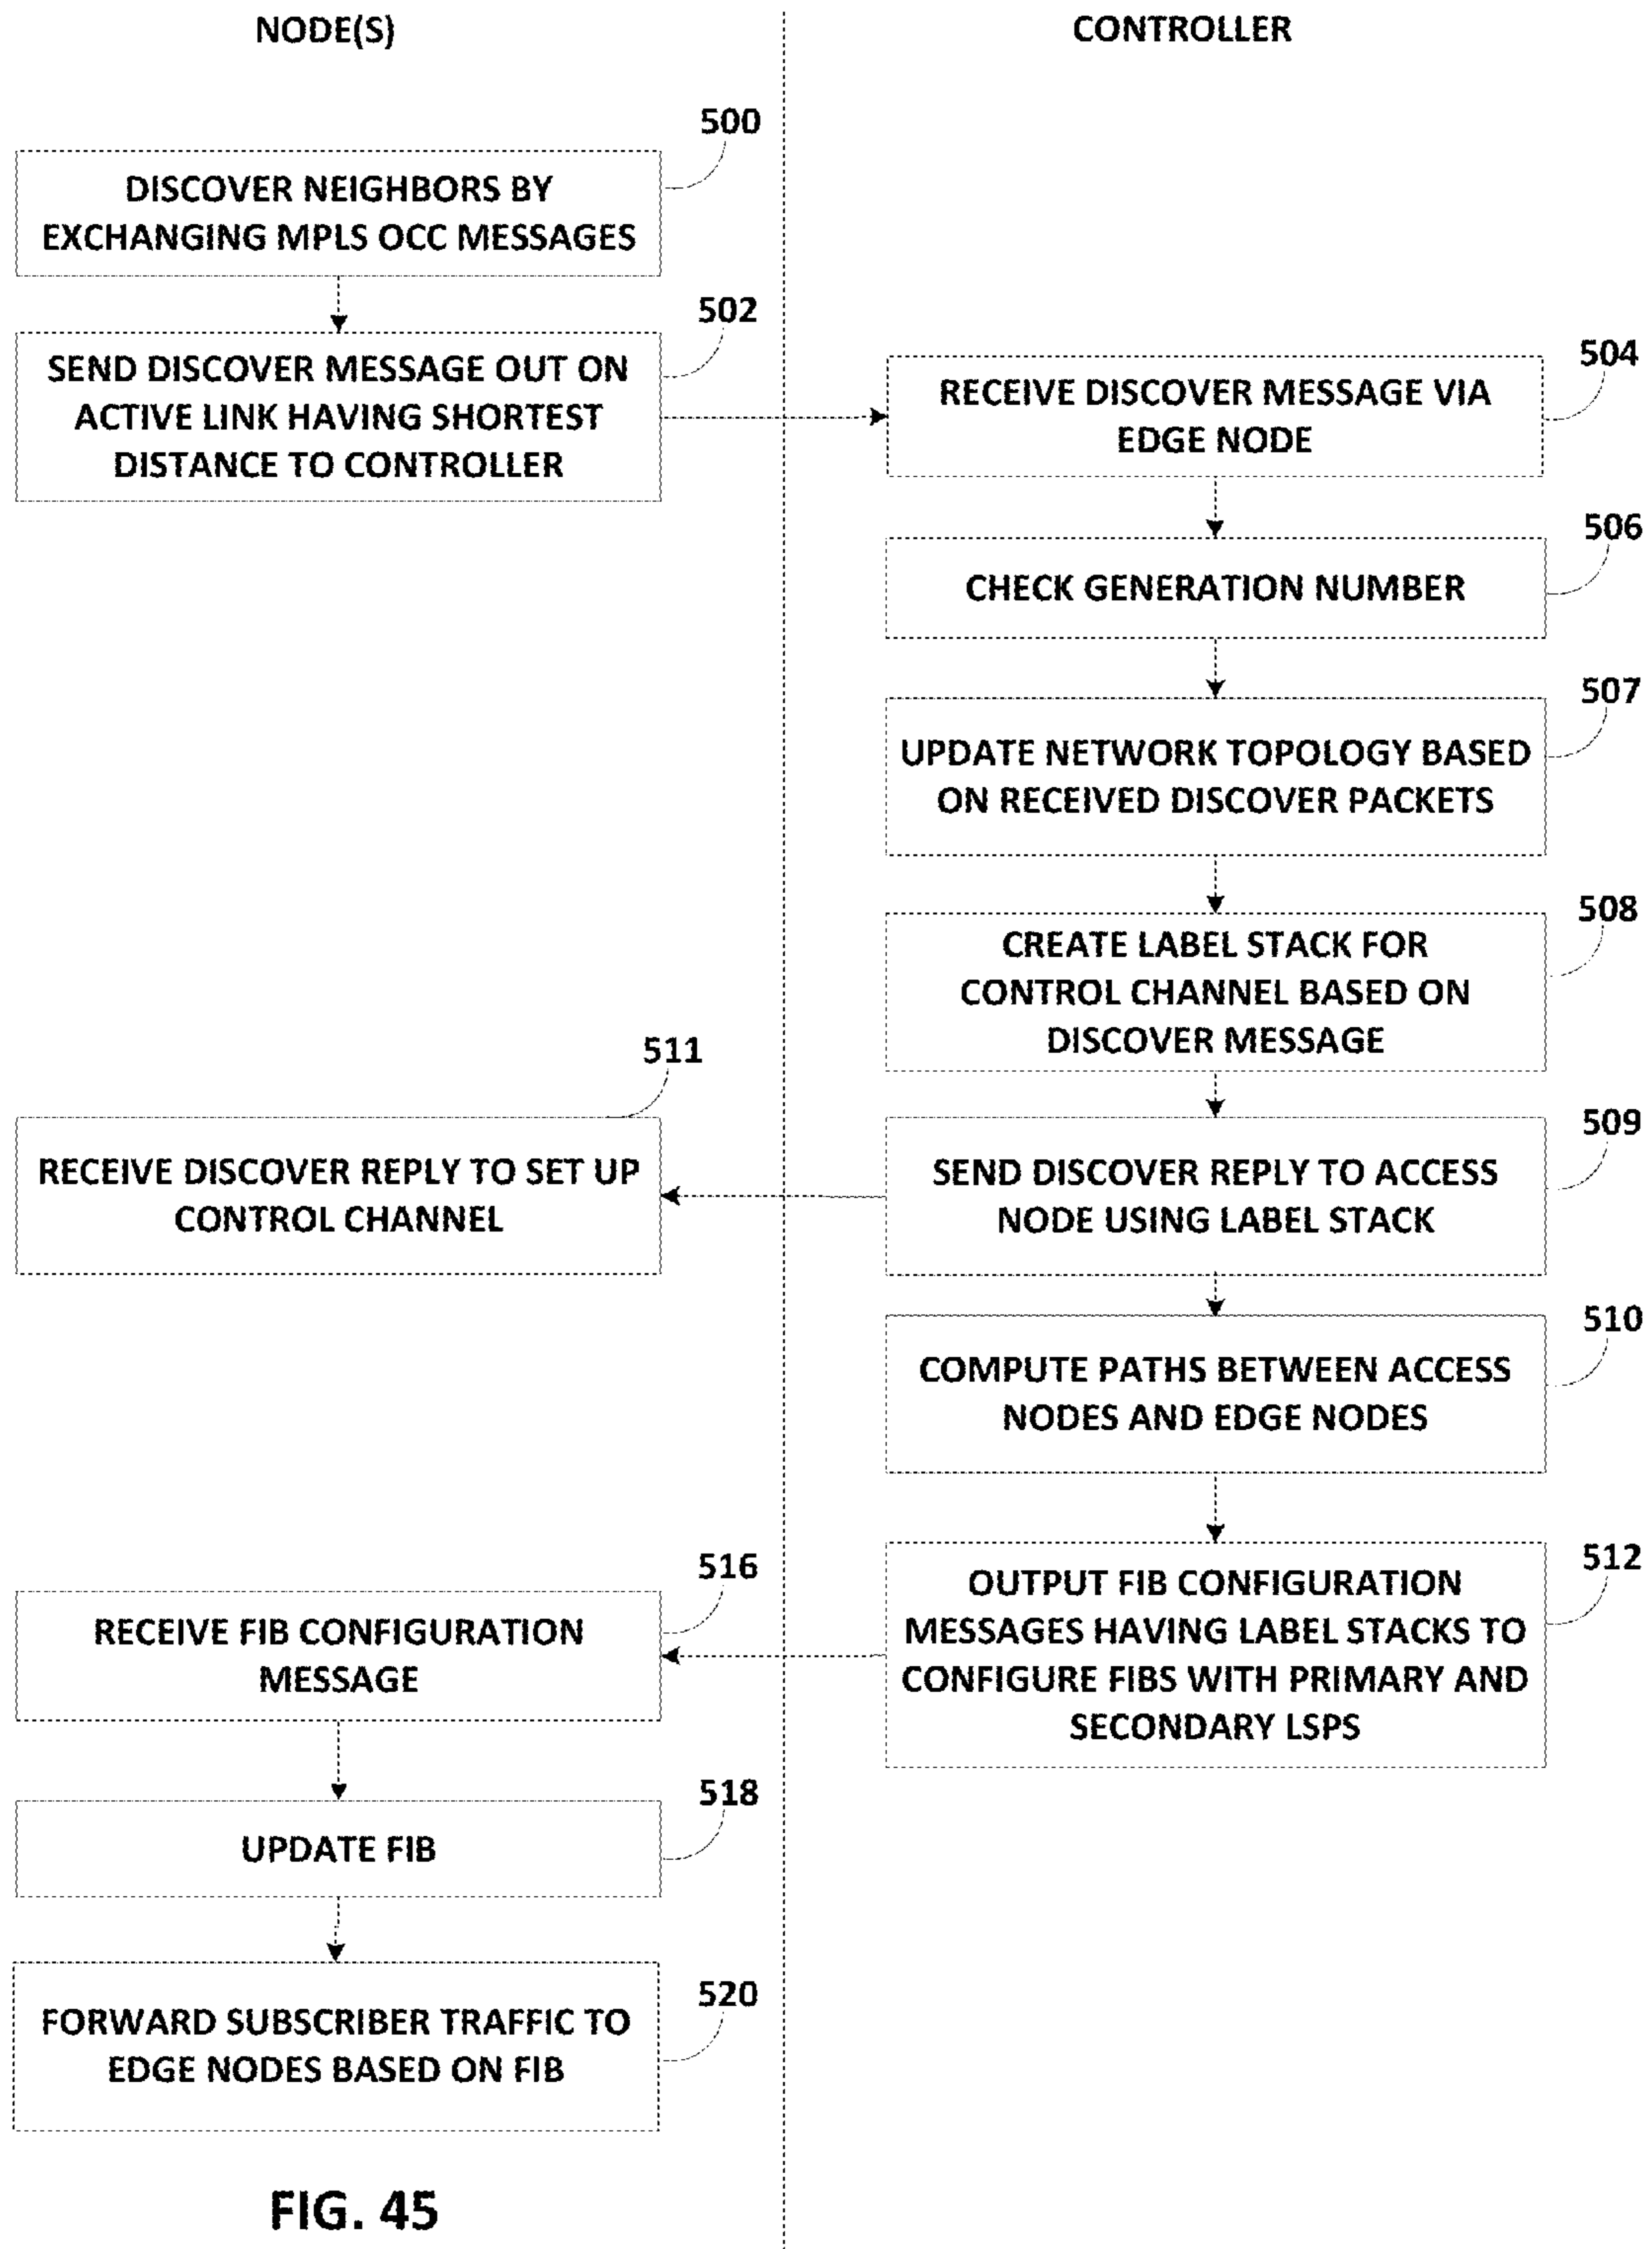 NODE(S)
CONTROLLER
500
DISCOVER NEIGHBORS BY
EXCHANGING MPLS OCC MESSAGES
502
SEND DISCOVER MESSAGE OUT ON
ACTIVE LINK HAVING SHORTEST
DISTANCE TO CONTROLLER
504
RECEIVE DISCOVER MESSAGE VIA
EDGE NODE
506
CHECK GENERATION NUMBER
507
UPDATE NETWORK TOPOLOGY BASED
ON RECEIVED DISCOVER PACKETS
508
CREATE LABEL STACK FOR
CONTROL CHANNEL BASED ON
DISCOVER MESSAGE
509
SEND DISCOVER REPLY TO ACCESS
NODE USING LABEL STACK
511
RECEIVE DISCOVER REPLY TO SET UP
CONTROL CHANNEL
510
COMPUTE PATHS BETWEEN ACCESS
NODES AND EDGE NODES
512
OUTPUT FIB CONFIGURATION
MESSAGES HAVING LABEL STACKS TO
CONFIGURE FIBS WITH PRIMARY AND
SECONDARY LSPS
516
RECEIVE FIB CONFIGURATION
MESSAGE
518
UPDATE FIB
520
FORWARD SUBSCRIBER TRAFFIC TO
EDGE NODES BASED ON FIB
FIG. 45